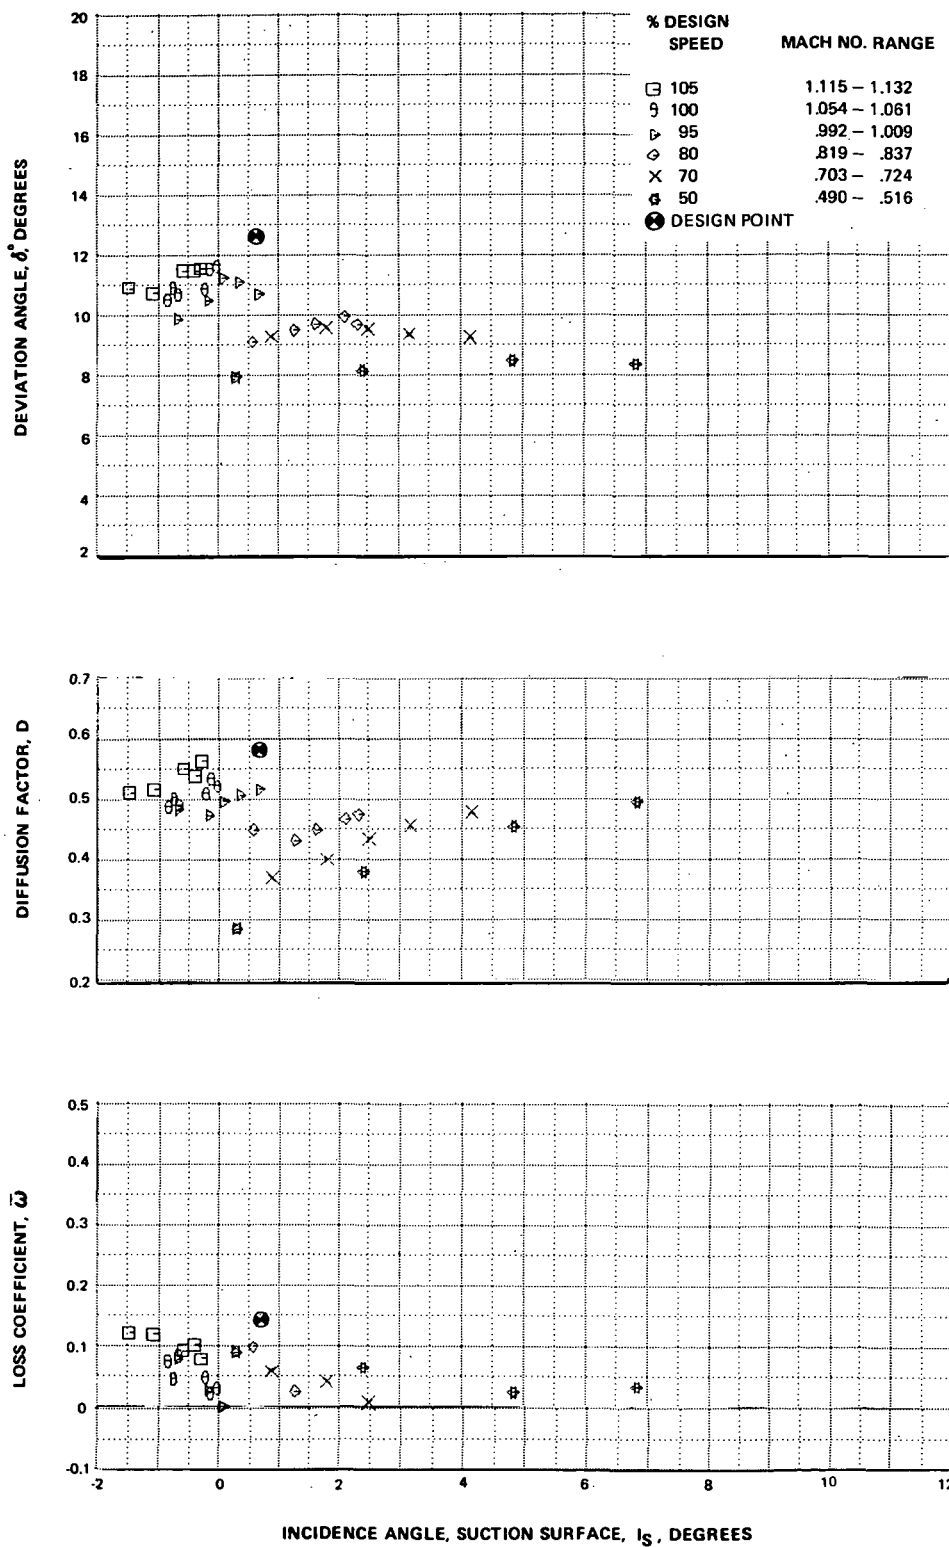 % DESIGN
SPEED MACH NO. RANGE
105 1.115 – 1.132
100 1.054 – 1.061
95 .992 – 1.009
80 .819 – .837
70 .703 – .724
50 .490 – .516
DESIGN POINT
DEVIATION ANGLE, δ°, DEGREES
20
18
16
14
12
10
8
6
4
2
DIFFUSION FACTOR, D
0.7
0.6
0.5
0.4
0.3
0.2
LOSS COEFFICIENT, ω̄
0.5
0.4
0.3
0.2
0.1
0
-0.1
-2 0 2 4 6 8 10 12
INCIDENCE ANGLE, SUCTION SURFACE, IS, DEGREES